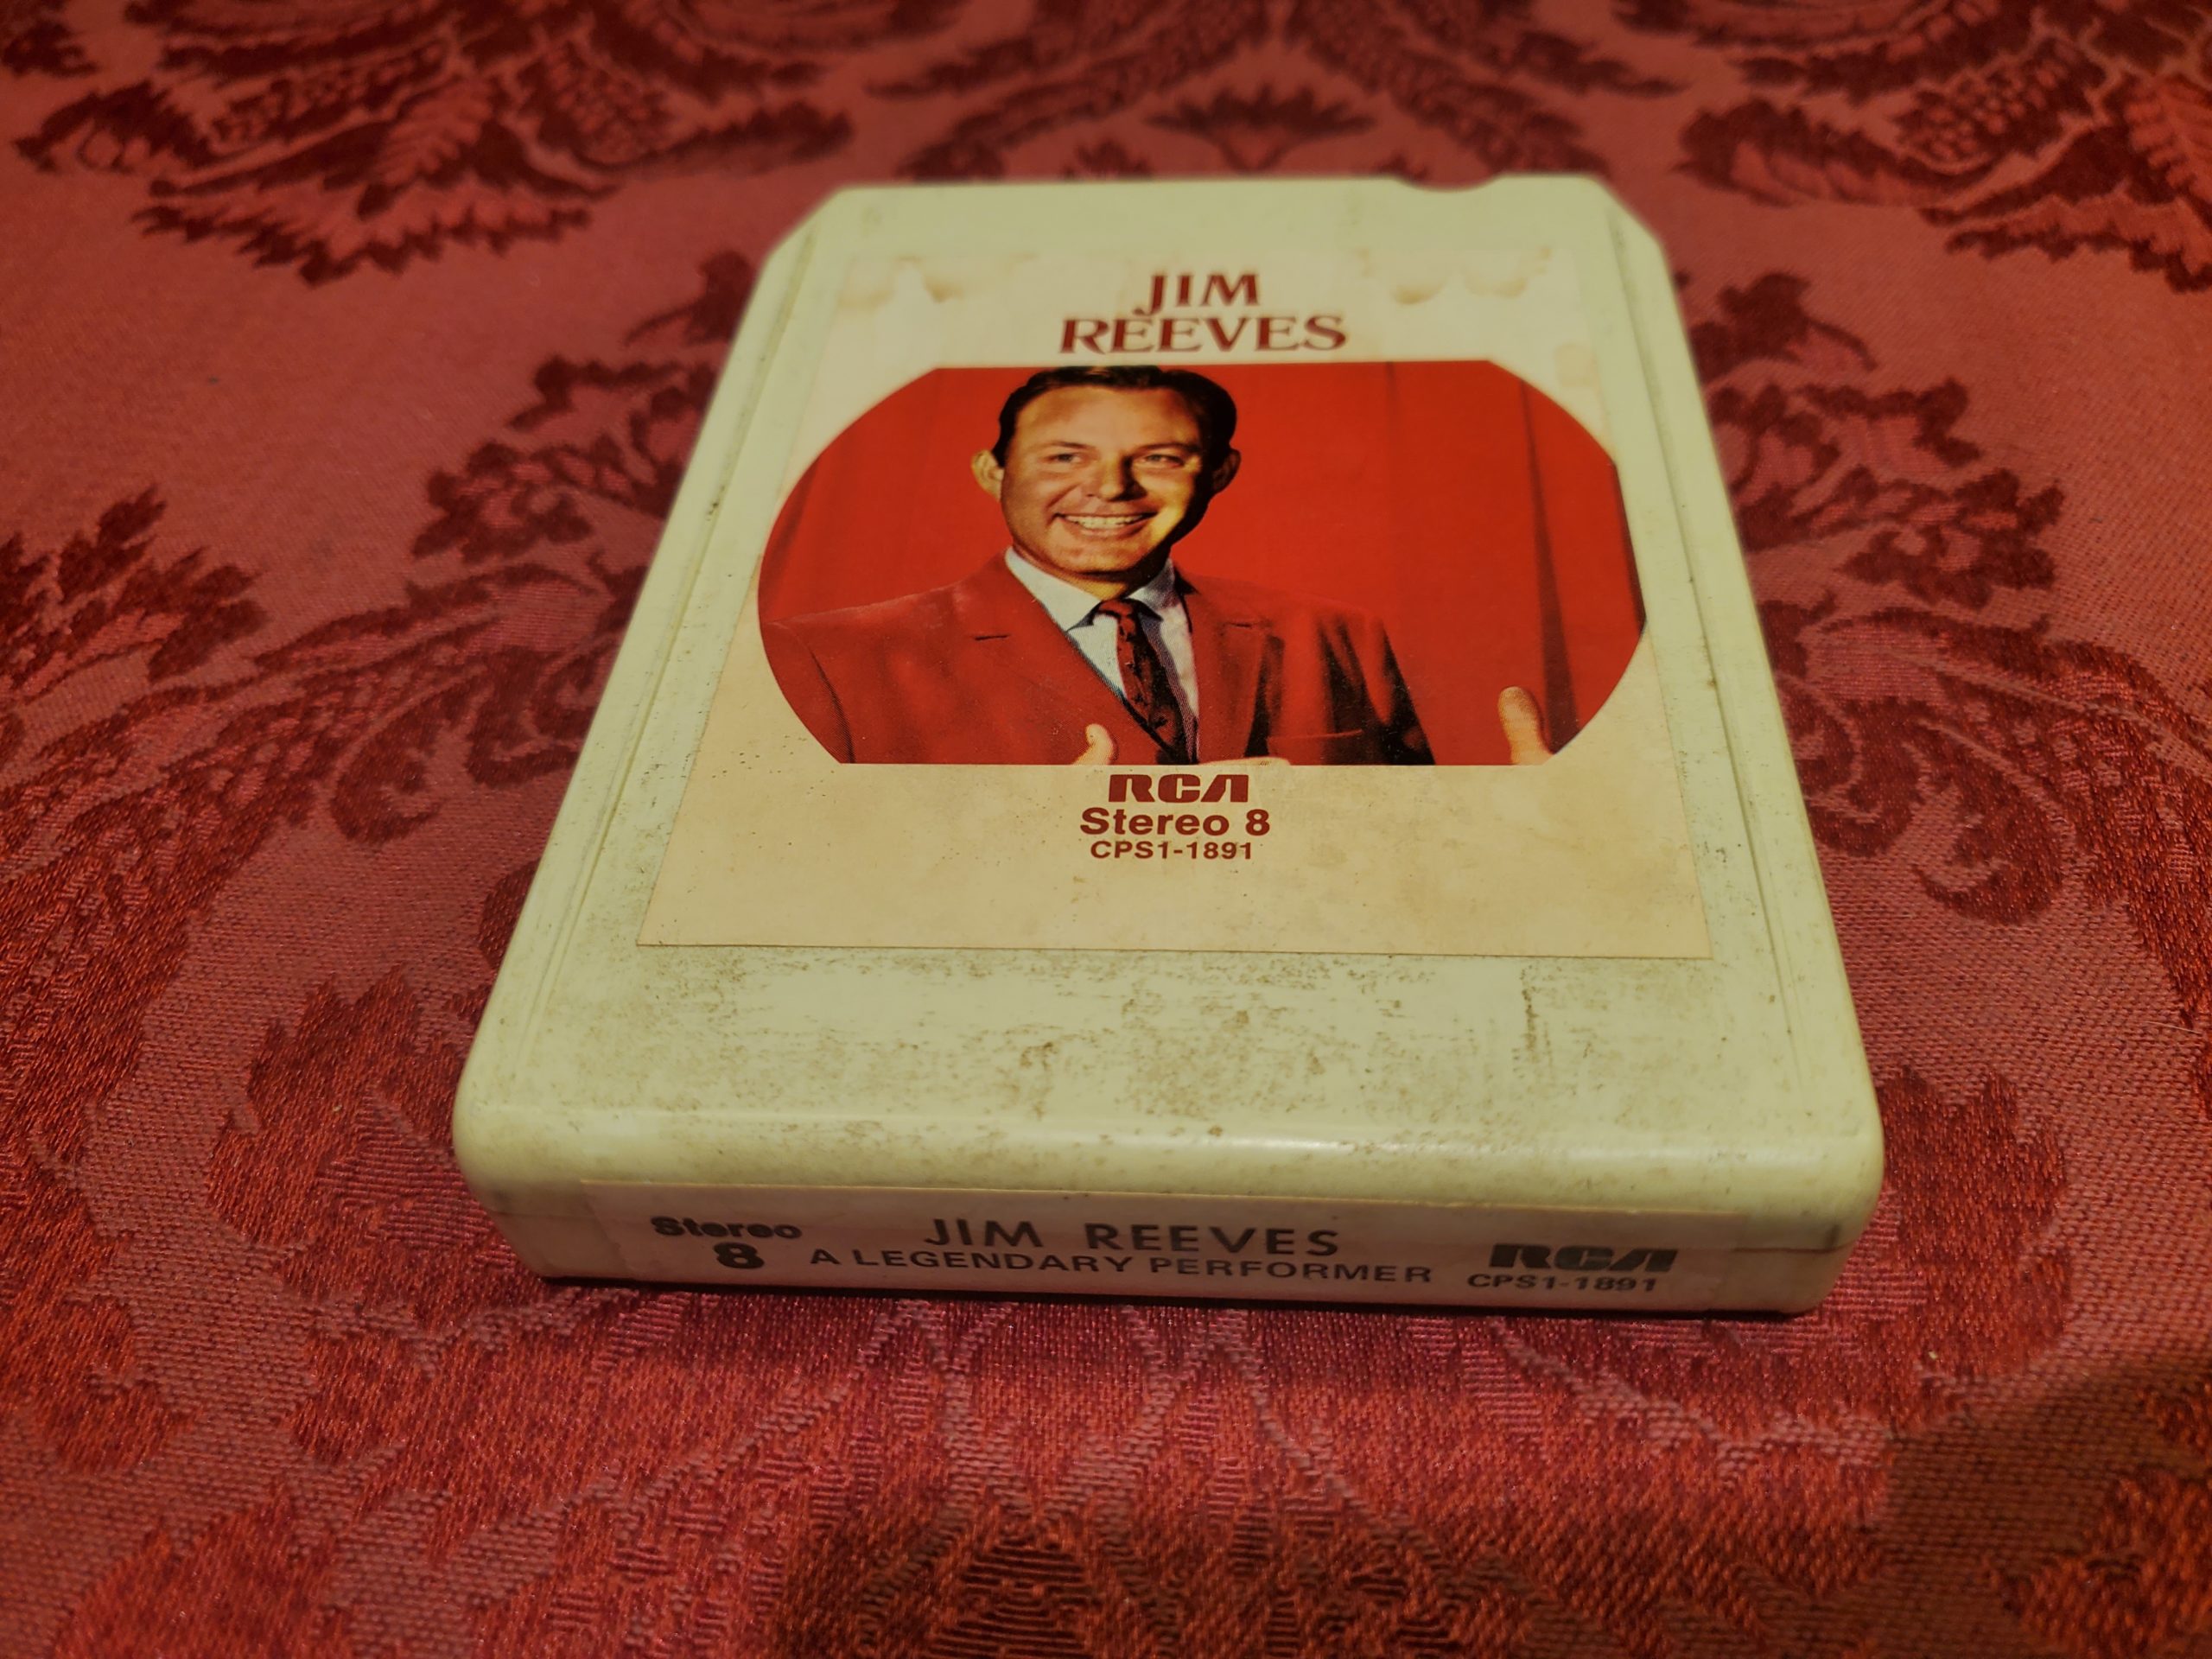 JIM
REEVES
RCA
Stereo 8
CPS1-1891
Stereo
8
JIM REEVES
A LEGENDARY PERFORMER
RCA
CPS1-1891